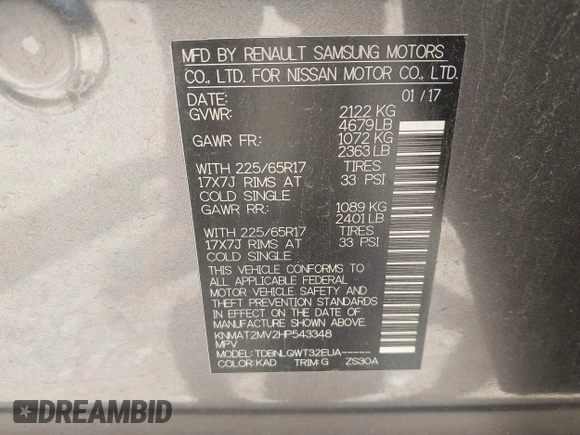 MFD BY RENAULT SAMSUNG MOTORS
CO., LTD. FOR NISSAN MOTOR CO., LTD.
DATE: 01/17
GVWR: 2122 KG
4679 LB
GAWR FR: 1072 KG
2363 LB
WITH 225/65R17 TIRES
17X7J RIMS AT 33 PSI
COLD SINGLE
GAWR RR: 1089 KG
2401 LB
WITH 225/65R17 TIRES
17X7J RIMS AT 33 PSI
COLD SINGLE
THIS VEHICLE CONFORMS TO
ALL APPLICABLE FEDERAL
MOTOR VEHICLE SAFETY AND
THEFT PREVENTION STANDARDS
IN EFFECT ON THE DATE OF
MANUFACTURE SHOWN ABOVE.
KNMAT2MV2HP543348
MPV
MODEL: TDBNLQWT32EUA-----
COLOR: KAD TRIM: G ZS30A
DREAMBID